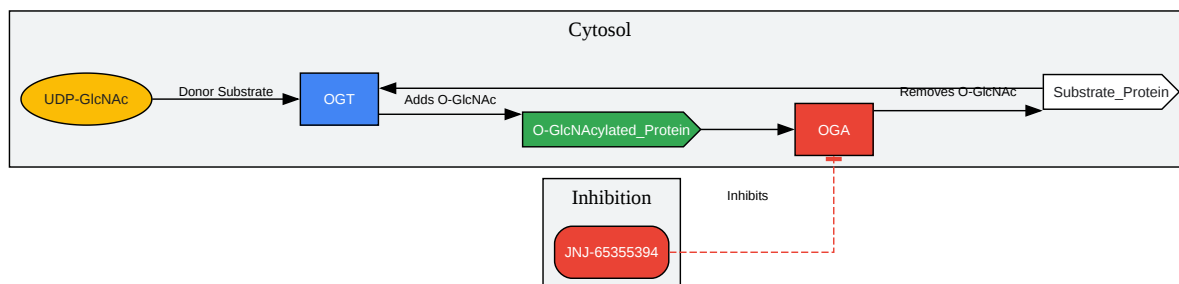 Cytosol
UDP-GlcNAc
Donor Substrate
OGT
Adds O-GlcNAc
O-GlcNAcylated_Protein
OGA
Removes O-GlcNAc
Substrate_Protein
Inhibition
JNJ-65355394
Inhibits